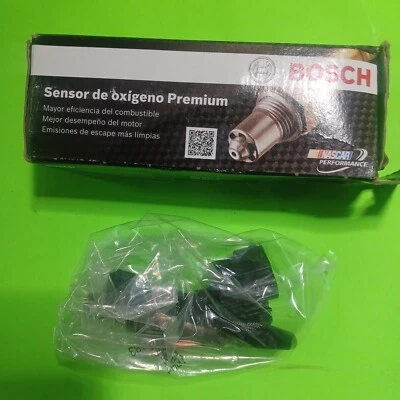 BOSCH
Sensor de oxígeno Premium
Mayor eficiencia del combustible
Mejor desempeño del motor
Emisiones de escape más limpias
NASCAR
PERFORMANCE